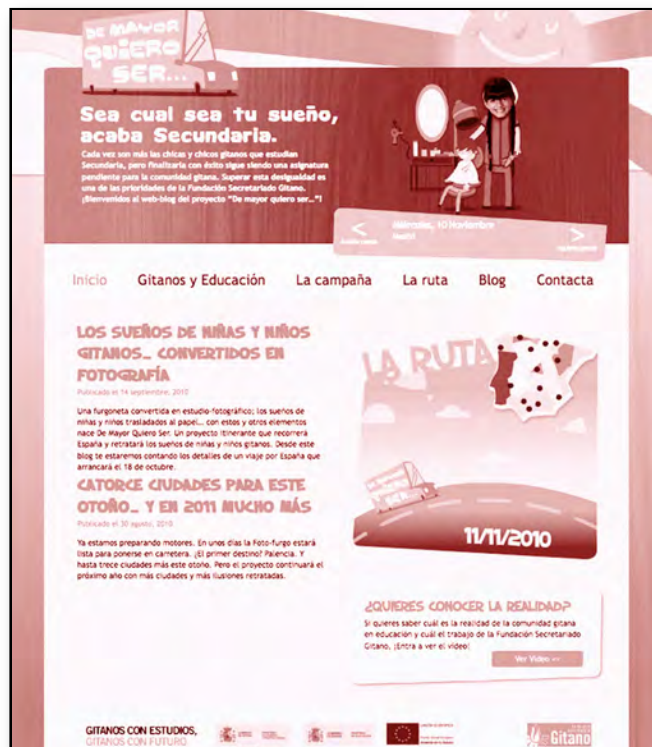 DE MAYOR
QUIERO
SER...
Sea cual sea tu sueño,
acaba Secundaria.
Cada vez son más las chicas y chicos gitanos que estudian
Secundaria, pero finalizarla con éxito sigue siendo una asignatura
pendiente para la comunidad gitana. Superar esta desigualdad es
una de las prioridades de la Fundación Secretariado Gitano.
¡Bienvenidos al web-blog del proyecto "De mayor quiero ser..."!
<
Miércoles, 10 Noviembre
>
Inicio
Gitanos y Educación
La campaña
La ruta
Blog
Contacta
LOS SUEÑOS DE NIÑAS Y NIÑOS
GITANOS... CONVERTIDOS EN
FOTOGRAFÍA
Publicado el 14 septiembre, 2010
Una furgoneta convertida en estudio-fotográfico; los sueños de
niñas y niños trasladados al papel... con estos y otros elementos
nace De Mayor Quiero Ser. Un proyecto itinerante que recorrerá
España y retratará los sueños de niñas y niños gitanos. Desde este
blog te estaremos contando los detalles de un viaje por España que
arrancará el 18 de octubre.
CATORCE CIUDADES PARA ESTE
OTOÑO... Y EN 2011 MUCHO MÁS
Publicado el 30 agosto, 2010
Ya estamos preparando motores. En unos días la Foto-furgo estará
lista para ponerse en carretera. ¿El primer destino? Palencia. Y
hasta trece ciudades más este otoño. Pero el proyecto continuará el
próximo año con más ciudades y más ilusiones retratadas.
LA RUTA
11/11/2010
¿QUIERES CONOCER LA REALIDAD?
Si quieres saber cuál es la realidad de la comunidad gitana
en educación y cuál el trabajo de la Fundación Secretariado
Gitano, ¡Entra a ver el vídeo!
Ver Video >>
GITANOS CON ESTUDIOS,
GITANOS CON FUTURO
Gitano